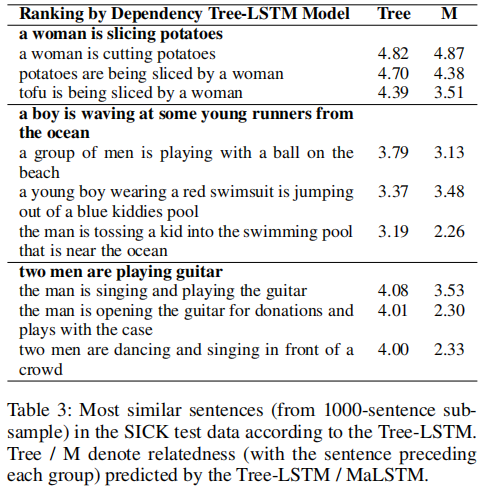 Ranking by Dependency Tree-LSTM Model Tree M
a woman is slicing potatoes
a woman is cutting potatoes 4.82 4.87
potatoes are being sliced by a woman 4.70 4.38
tofu is being sliced by a woman 4.39 3.51
a boy is waving at some young runners from
the ocean
a group of men is playing with a ball on the 3.79 3.13
beach
a young boy wearing a red swimsuit is jumping 3.37 3.48
out of a blue kiddies pool
the man is tossing a kid into the swimming pool 3.19 2.26
that is near the ocean
two men are playing guitar
the man is singing and playing the guitar 4.08 3.53
the man is opening the guitar for donations and 4.01 2.30
plays with the case
two men are dancing and singing in front of a 4.00 2.33
crowd
Table 3: Most similar sentences (from 1000-sentence sub-
sample) in the SICK test data according to the Tree-LSTM.
Tree / M denote relatedness (with the sentence preceding
each group) predicted by the Tree-LSTM / MaLSTM.